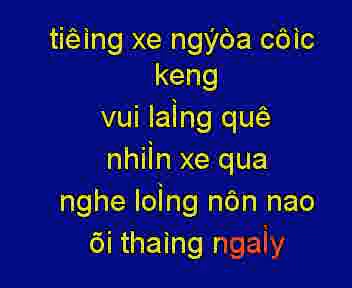 tiêìng xe ngýòa côìc
keng
vui laÌng quê
nhiÌn xe qua
nghe loÌng nôn nao
õi thaìng ngaÌy